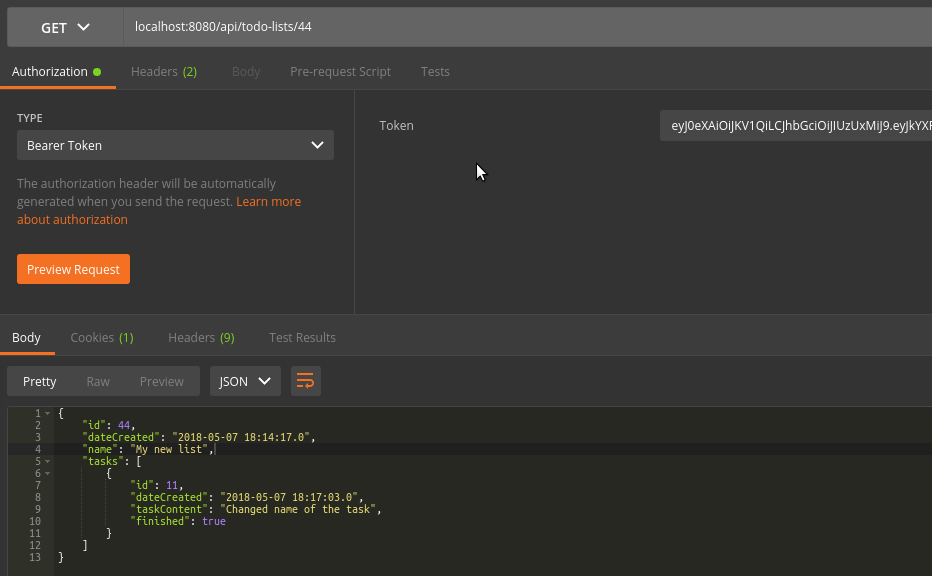 GET localhost:8080/api/todo-lists/44
Authorization Headers (2) Body Pre-request Script Tests
TYPE
Bearer Token
The authorization header will be automatically
generated when you send the request. Learn more
about authorization
Preview Request
Token eyJ0eXAiOiJKV1QiLCJhbGciOiJIUzUxMiJ9.eyJkYXR
Body Cookies (1) Headers (9) Test Results
Pretty Raw Preview JSON
1 {
2 "id": 44,
3 "dateCreated": "2018-05-07 18:14:17.0",
4 "name": "My new list",
5 "tasks": [
6 {
7 "id": 11,
8 "dateCreated": "2018-05-07 18:17:03.0",
9 "taskContent": "Changed name of the task",
10 "finished": true
11 }
12 ]
13 }